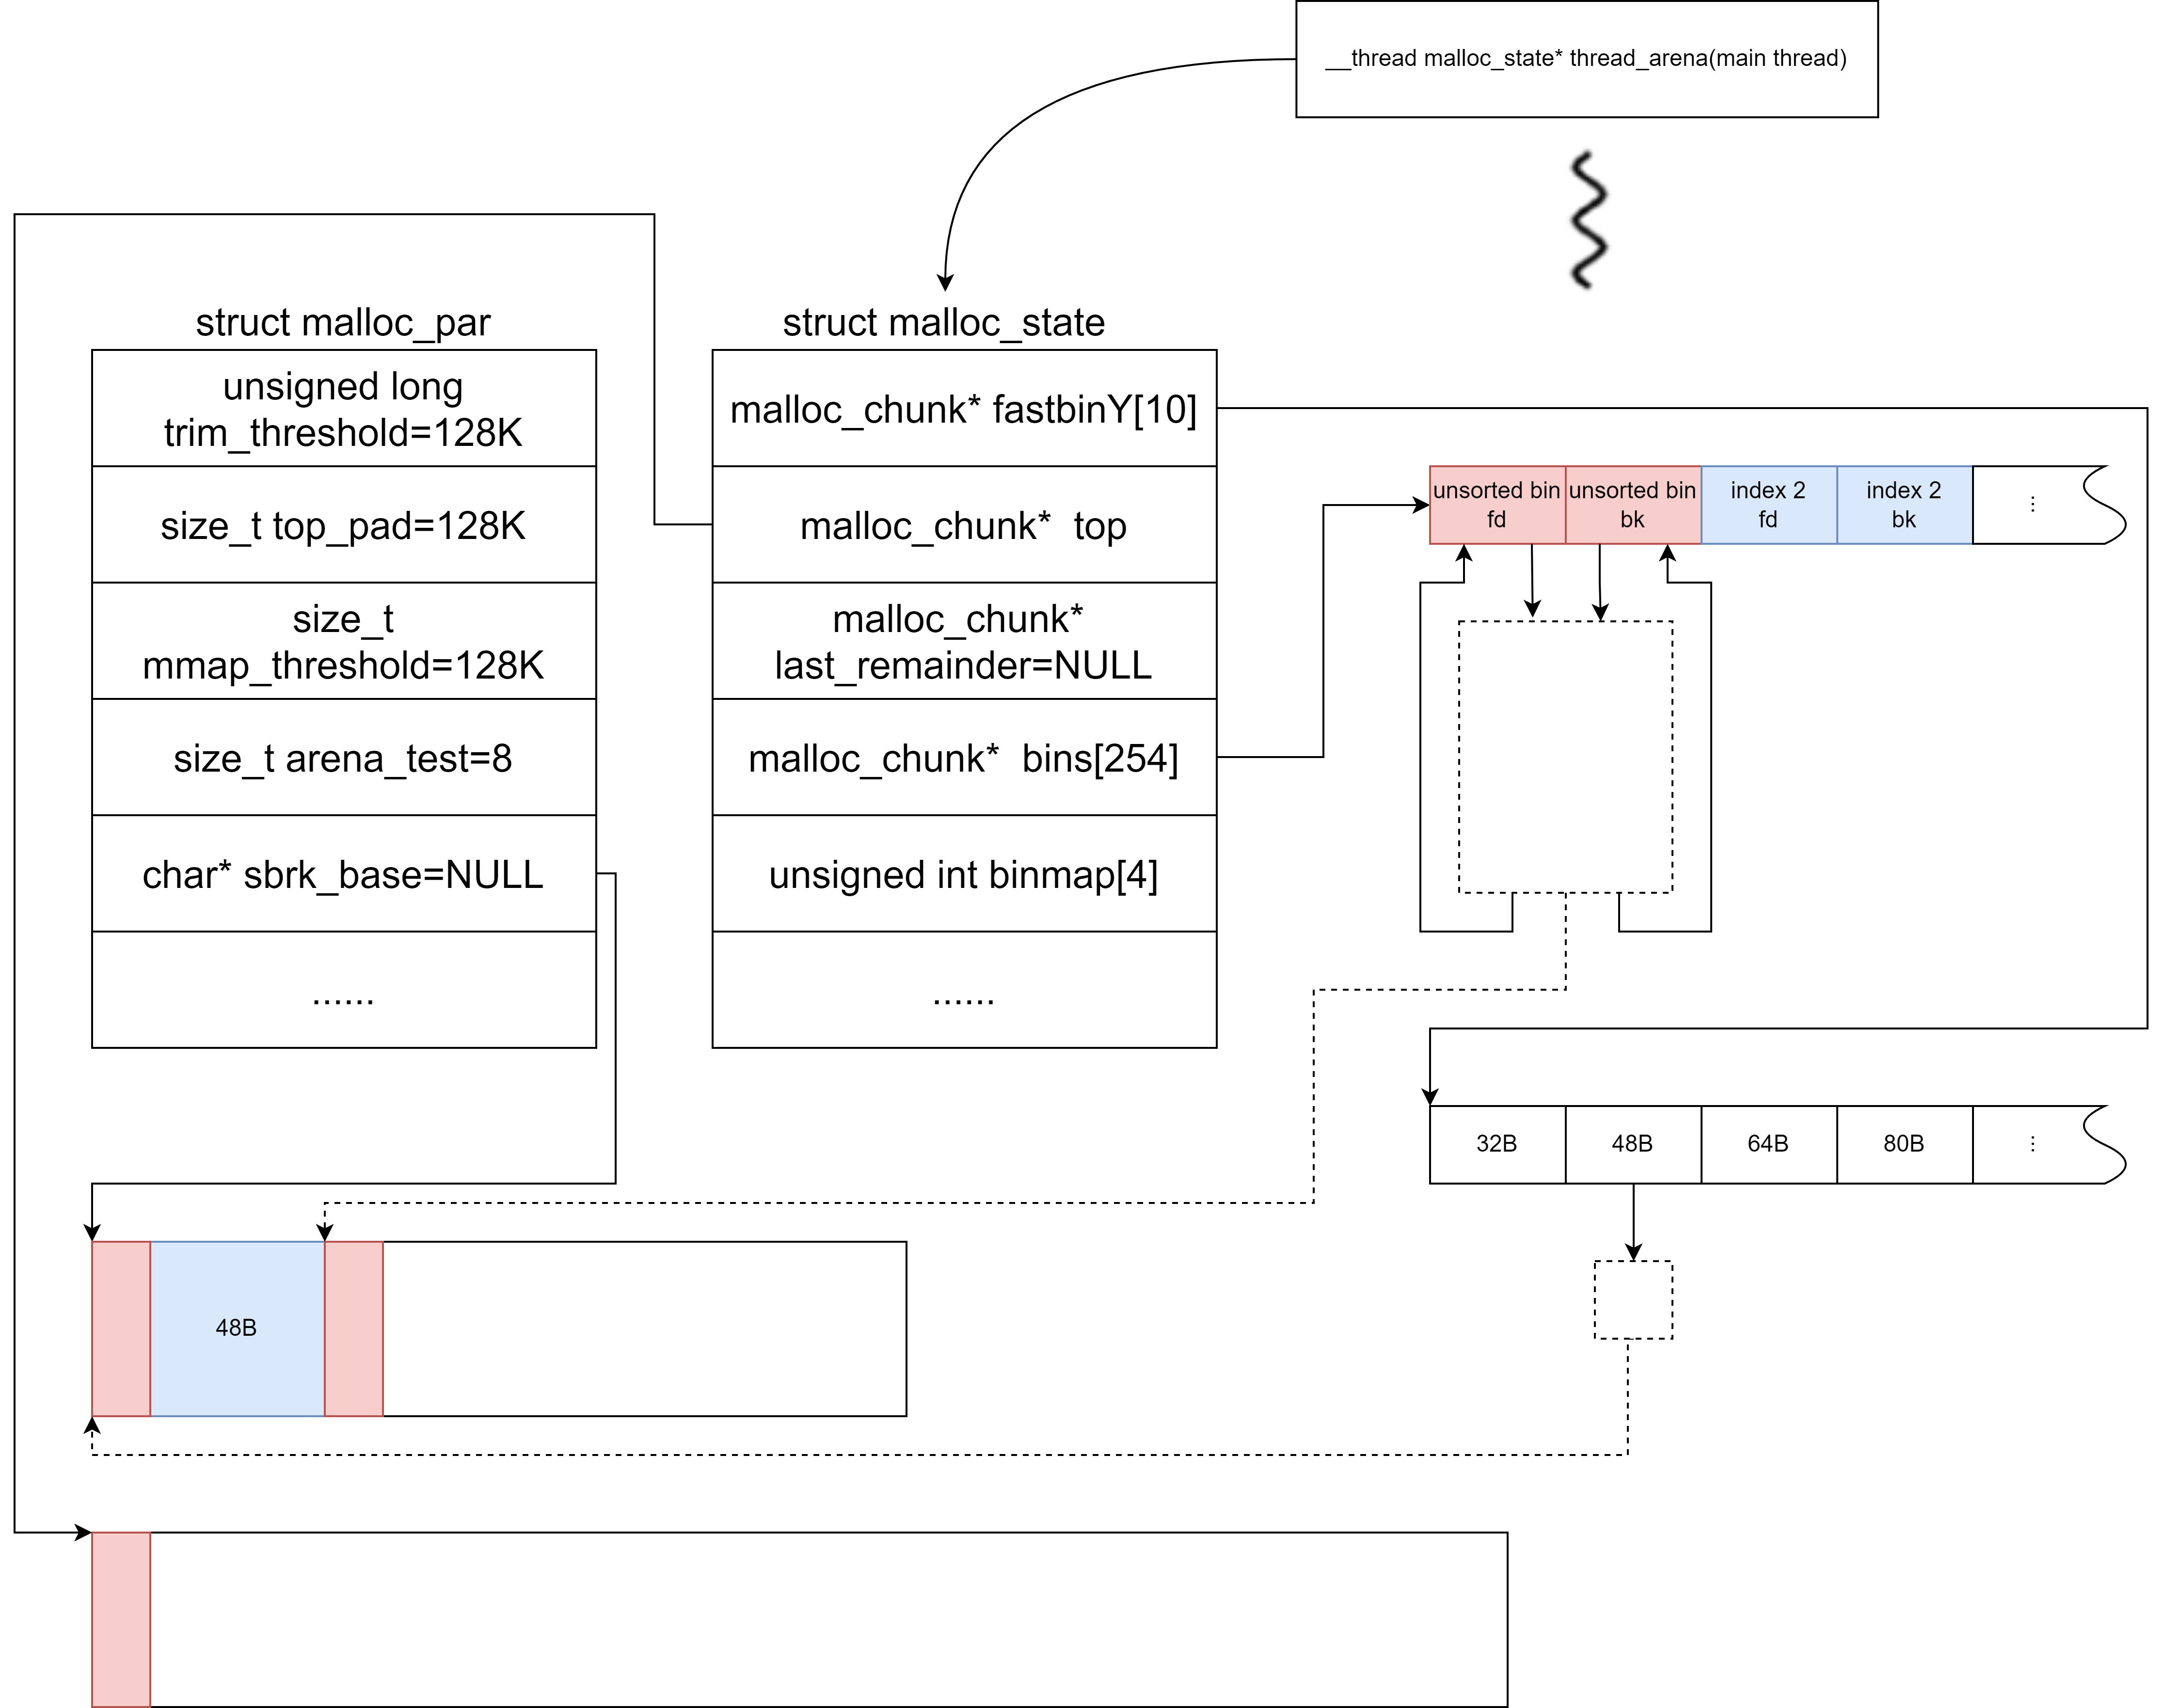 __thread malloc_state* thread_arena(main thread)
struct malloc_par
unsigned long
trim_threshold=128K
size_t top_pad=128K
size_t
mmap_threshold=128K
size_t arena_test=8
char* sbrk_base=NULL
......
struct malloc_state
malloc_chunk* fastbinY[10]
malloc_chunk*  top
malloc_chunk*
last_remainder=NULL
malloc_chunk*  bins[254]
unsigned int binmap[4]
......
unsorted bin
fd
unsorted bin
bk
index 2
fd
index 2
bk
⋮
32B
48B
64B
80B
⋮
48B